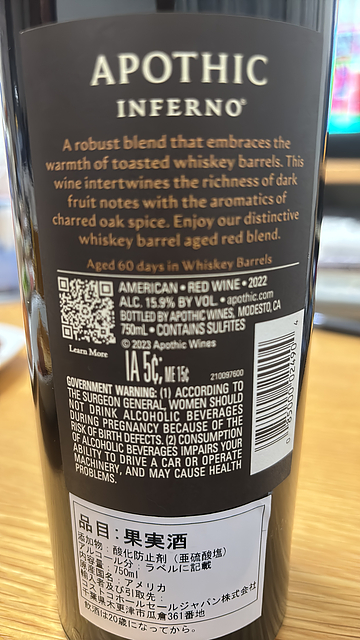 APOTHIC
INFERNO®
A robust blend that embraces the
warmth of toasted whiskey barrels. This
wine intertwines the richness of dark
fruit notes with the aromatics of
charred oak spice. Enjoy our distinctive
whiskey barrel aged red blend.
Aged 60 days in Whiskey Barrels
AMERICAN • RED WINE • 2022
ALC. 15.9% BY VOL • apothic.com
BOTTLED BY APOTHIC WINES, MODESTO, CA
750mL • CONTAINS SULFITES
© 2023 Apothic Wines
Learn More
IA 5¢, ME 15¢
210097600
GOVERNMENT WARNING: (1) ACCORDING TO
THE SURGEON GENERAL, WOMEN SHOULD
NOT DRINK ALCOHOLIC BEVERAGES
DURING PREGNANCY BECAUSE OF THE
RISK OF BIRTH DEFECTS. (2) CONSUMPTION
OF ALCOHOLIC BEVERAGES IMPAIRS YOUR
ABILITY TO DRIVE A CAR OR OPERATE
MACHINERY, AND MAY CAUSE HEALTH
PROBLEMS.
品目:果実酒
添加物:酸化防止剤(亜硫酸塩)
アルコール分:ラベルに記載
内容量:750ml
原産国名:アメリカ
輸入者及び引取先:
コストコホールセールジャパン株式会社
千葉県木更津市瓜倉361番地
飲酒は20歳になってから。